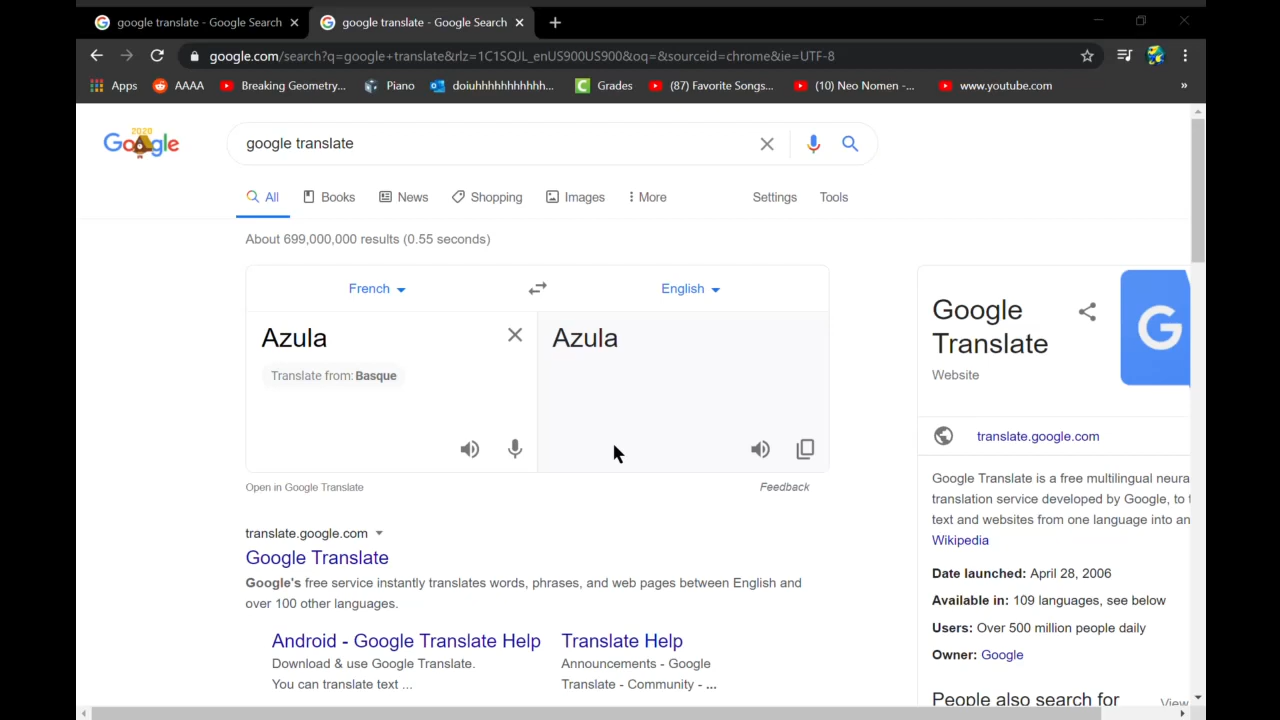 google translate - Google Search
google translate - Google Search
google.com/search?q=google+translate&rlz=1C1SQJL_enUS900US900&oq=&sourceid=chrome&ie=UTF-8
Apps AAAA Breaking Geometry... Piano doiuhhhhhhhhhhh... Grades (87) Favorite Songs... (10) Neo Nomen -... www.youtube.com »
2020
Google
google translate
All Books News Shopping Images More Settings Tools
About 699,000,000 results (0.55 seconds)
French English
Azula Azula
Translate from: Basque
Open in Google Translate Feedback
translate.google.com
Google Translate
Google's free service instantly translates words, phrases, and web pages between English and
over 100 other languages.
Android - Google Translate Help Translate Help
Download & use Google Translate. Announcements - Google
You can translate text ... Translate - Community - ...
Google
Translate
Website
G
translate.google.com
Google Translate is a free multilingual neura
translation service developed by Google, to t
text and websites from one language into an
Wikipedia
Date launched: April 28, 2006
Available in: 109 languages, see below
Users: Over 500 million people daily
Owner: Google
People also search for View